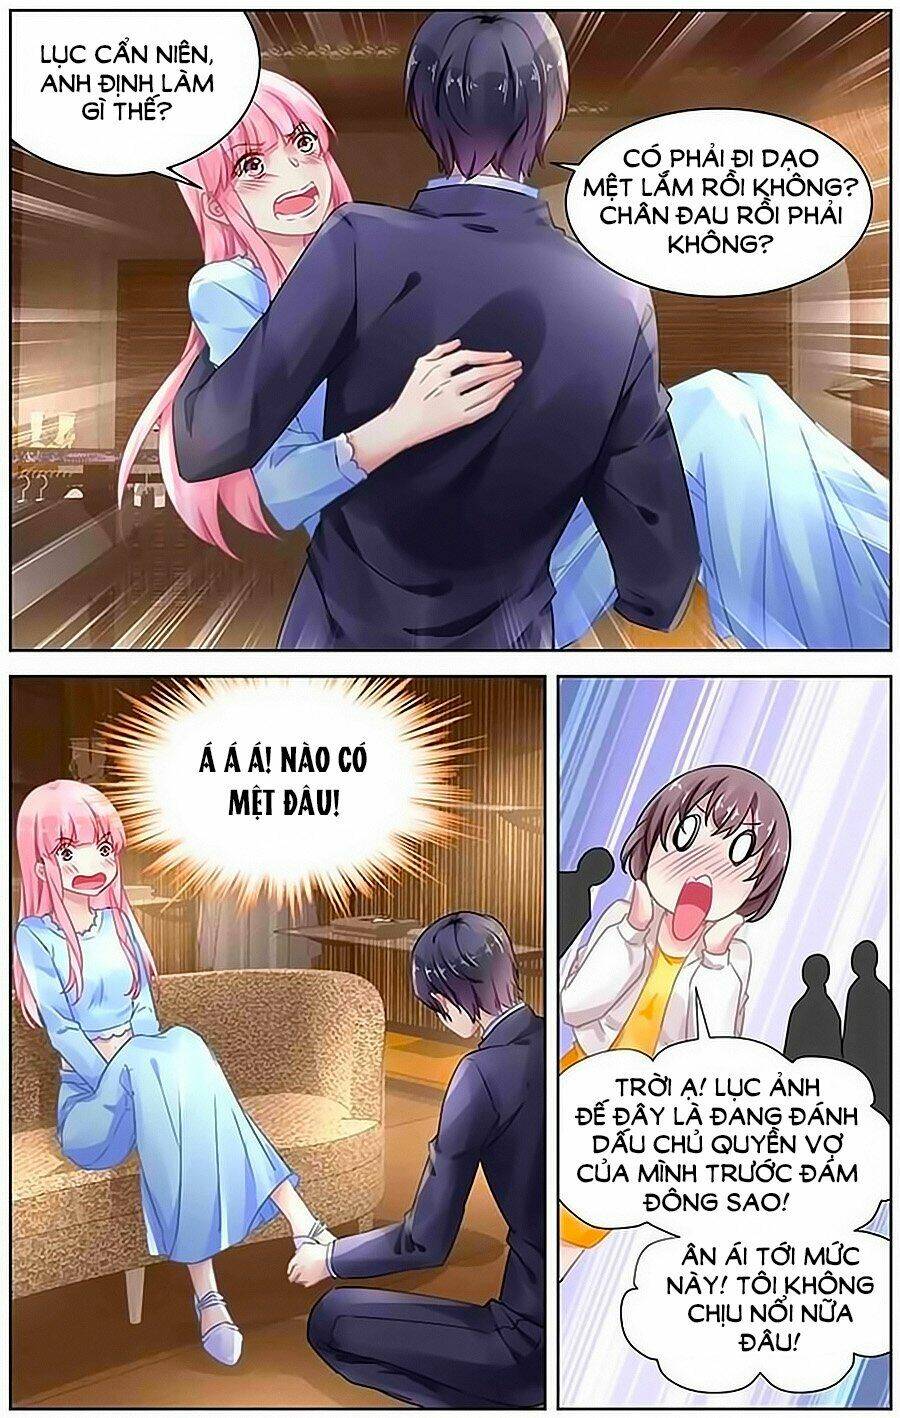 LỤC CẨN NIÊN,
ANH ĐỊNH LÀM
GÌ THẾ?
CÓ PHẢI ĐI DẠO
MỆT LẮM RỒI KHÔNG?
CHÂN ĐAU RỒI PHẢI
KHÔNG?
Á Á Á! NÀO CÓ
MỆT ĐÂU!
TRỜI Ạ! LỤC ẢNH
ĐẾ ĐÂY LÀ ĐANG ĐÁNH
DẤU CHỦ QUYỀN VỢ
CỦA MÌNH TRƯỚC ĐÁM
ĐÔNG SAO!
ÂN ÁI TỚI MỨC
NÀY! TÔI KHÔNG
CHỊU NỔI NỮA
ĐÂU!